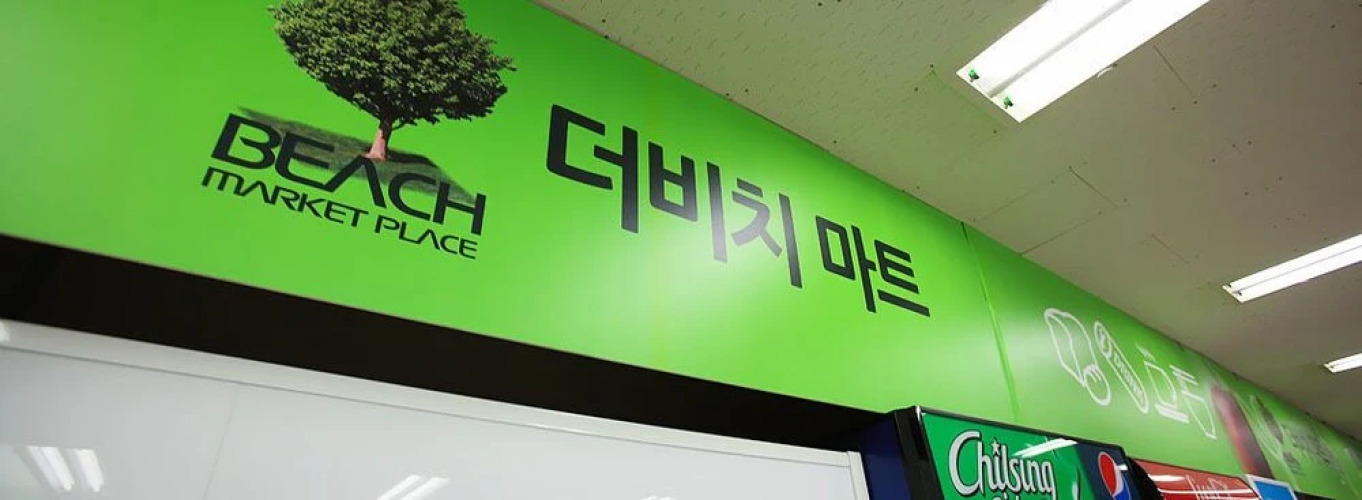 BEACH
MARKET PLACE
더비치 마트
Chilsung